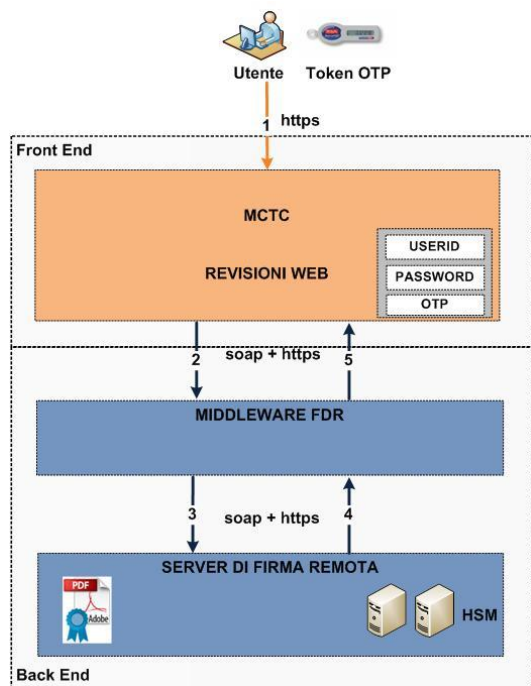 Utente
Token OTP
1 https
Front End
MCTC
REVISIONI WEB
USERID
PASSWORD
OTP
2 soap + https 5
MIDDLEWARE FDR
3 soap + https 4
SERVER DI FIRMA REMOTA
PDF
Adobe
HSM
Back End